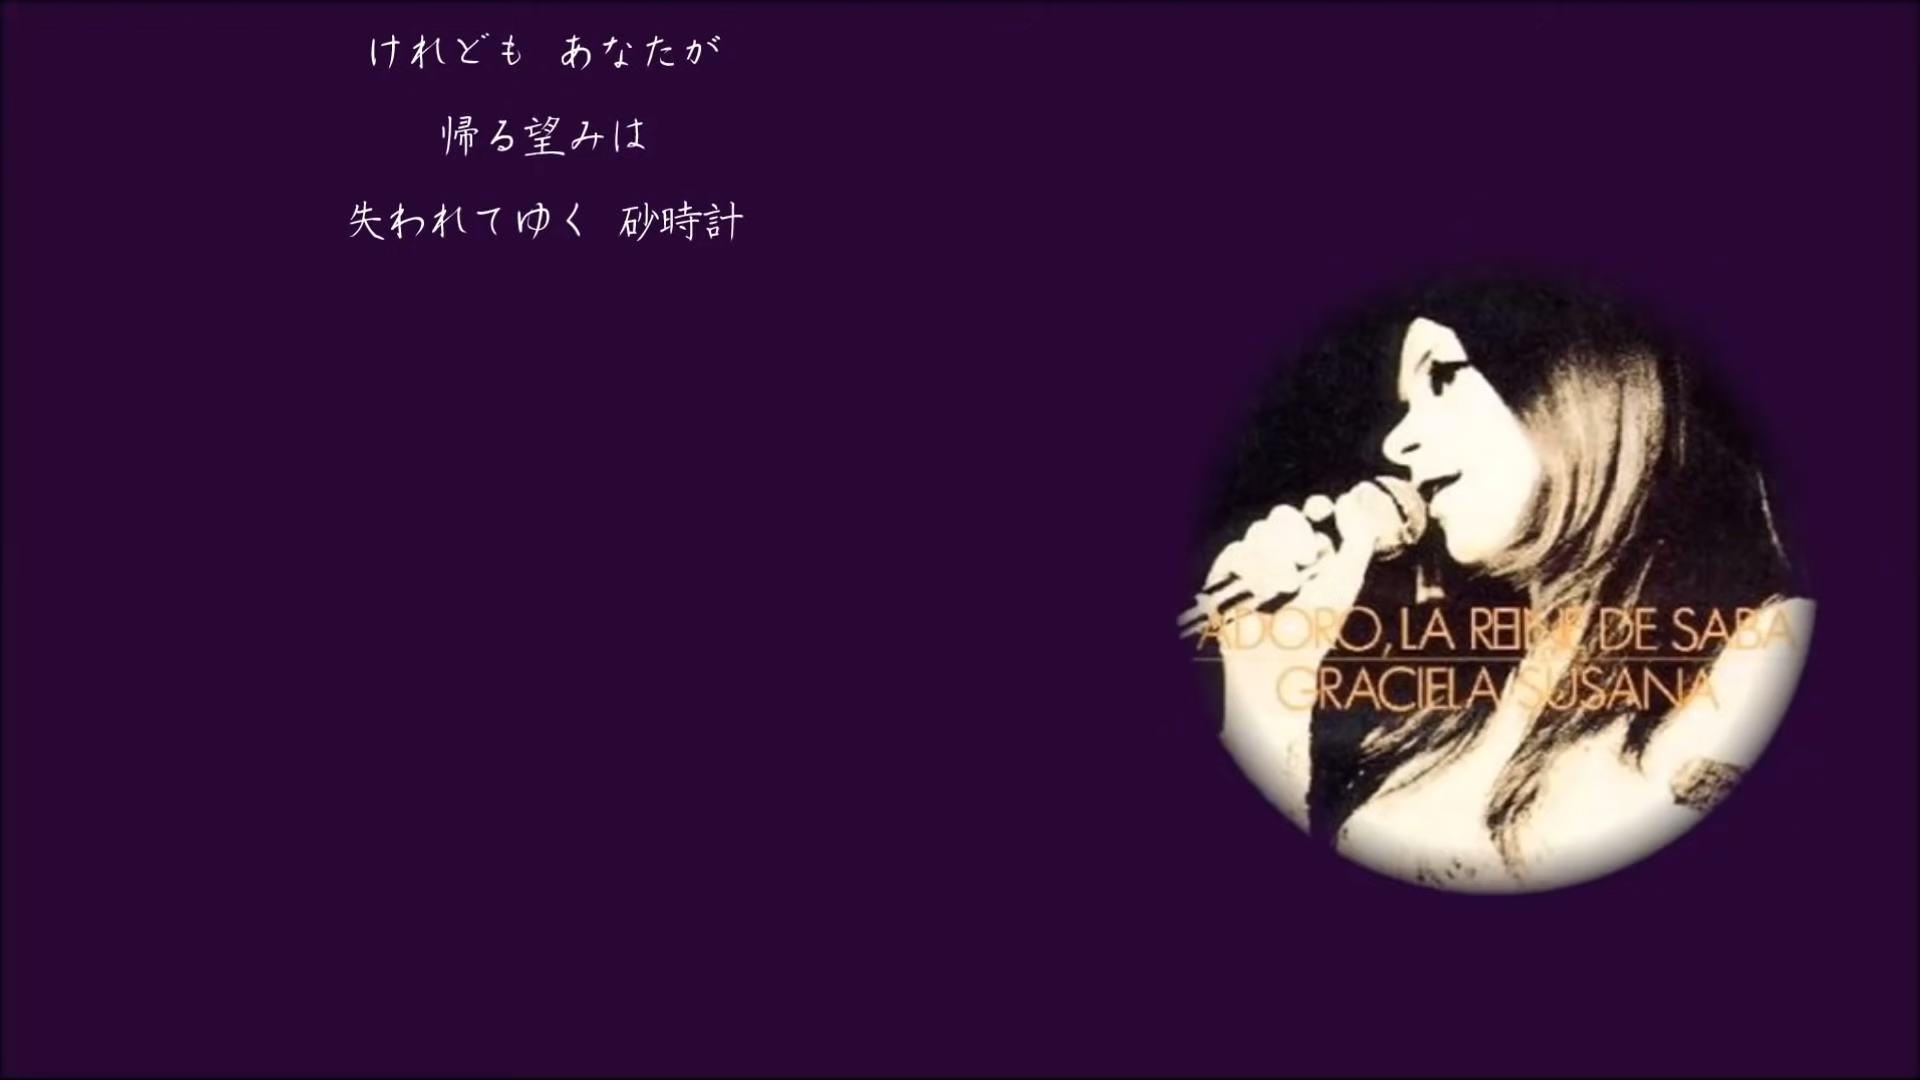 けれども あなたが
帰る望みは
失われてゆく 砂時計
ADORO, LA REINE DE SABA
GRACIELA SUSANA